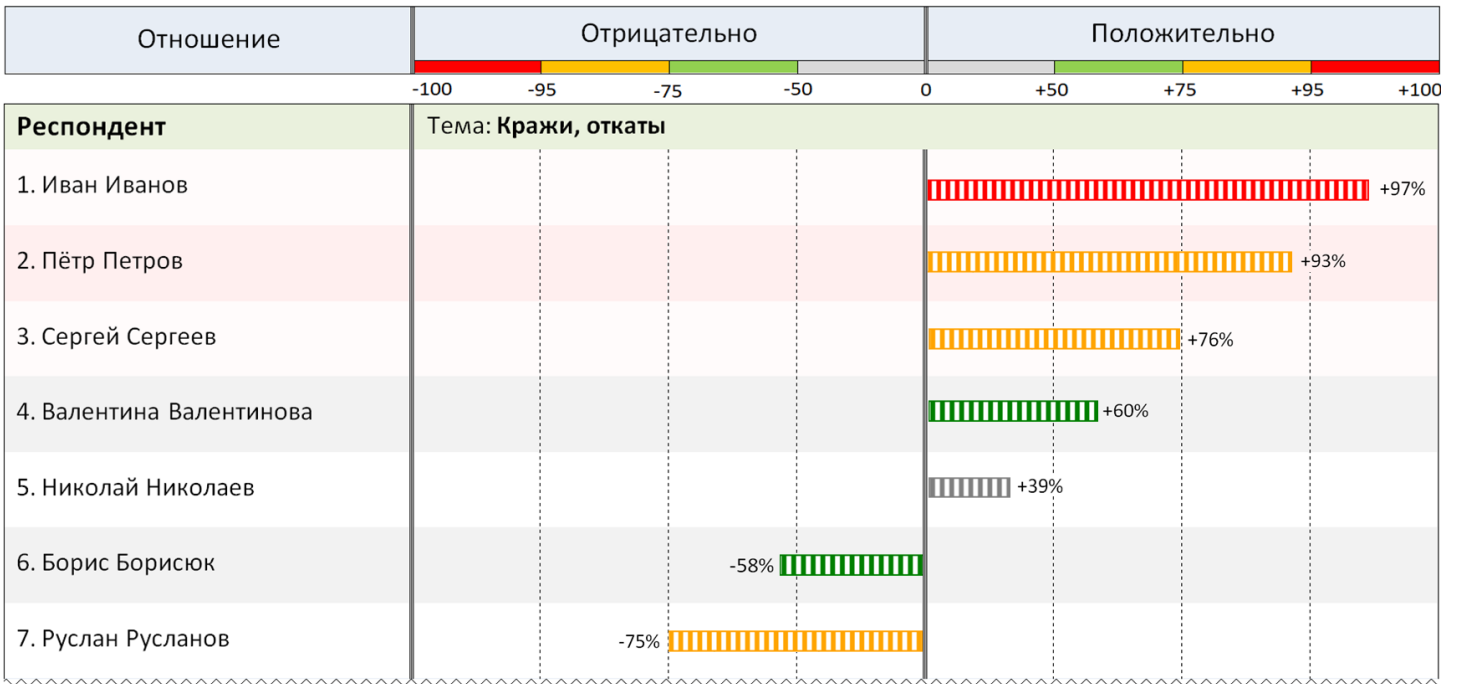 Отношение Отрицательно Положительно
-100 -95 -75 -50 0 +50 +75 +95 +100
Респондент Тема: Кражи, откаты
1. Иван Иванов +97%
2. Пётр Петров +93%
3. Сергей Сергеев +76%
4. Валентина Валентинова +60%
5. Николай Николаев +39%
6. Борис Борисюк -58%
7. Руслан Русланов -75%